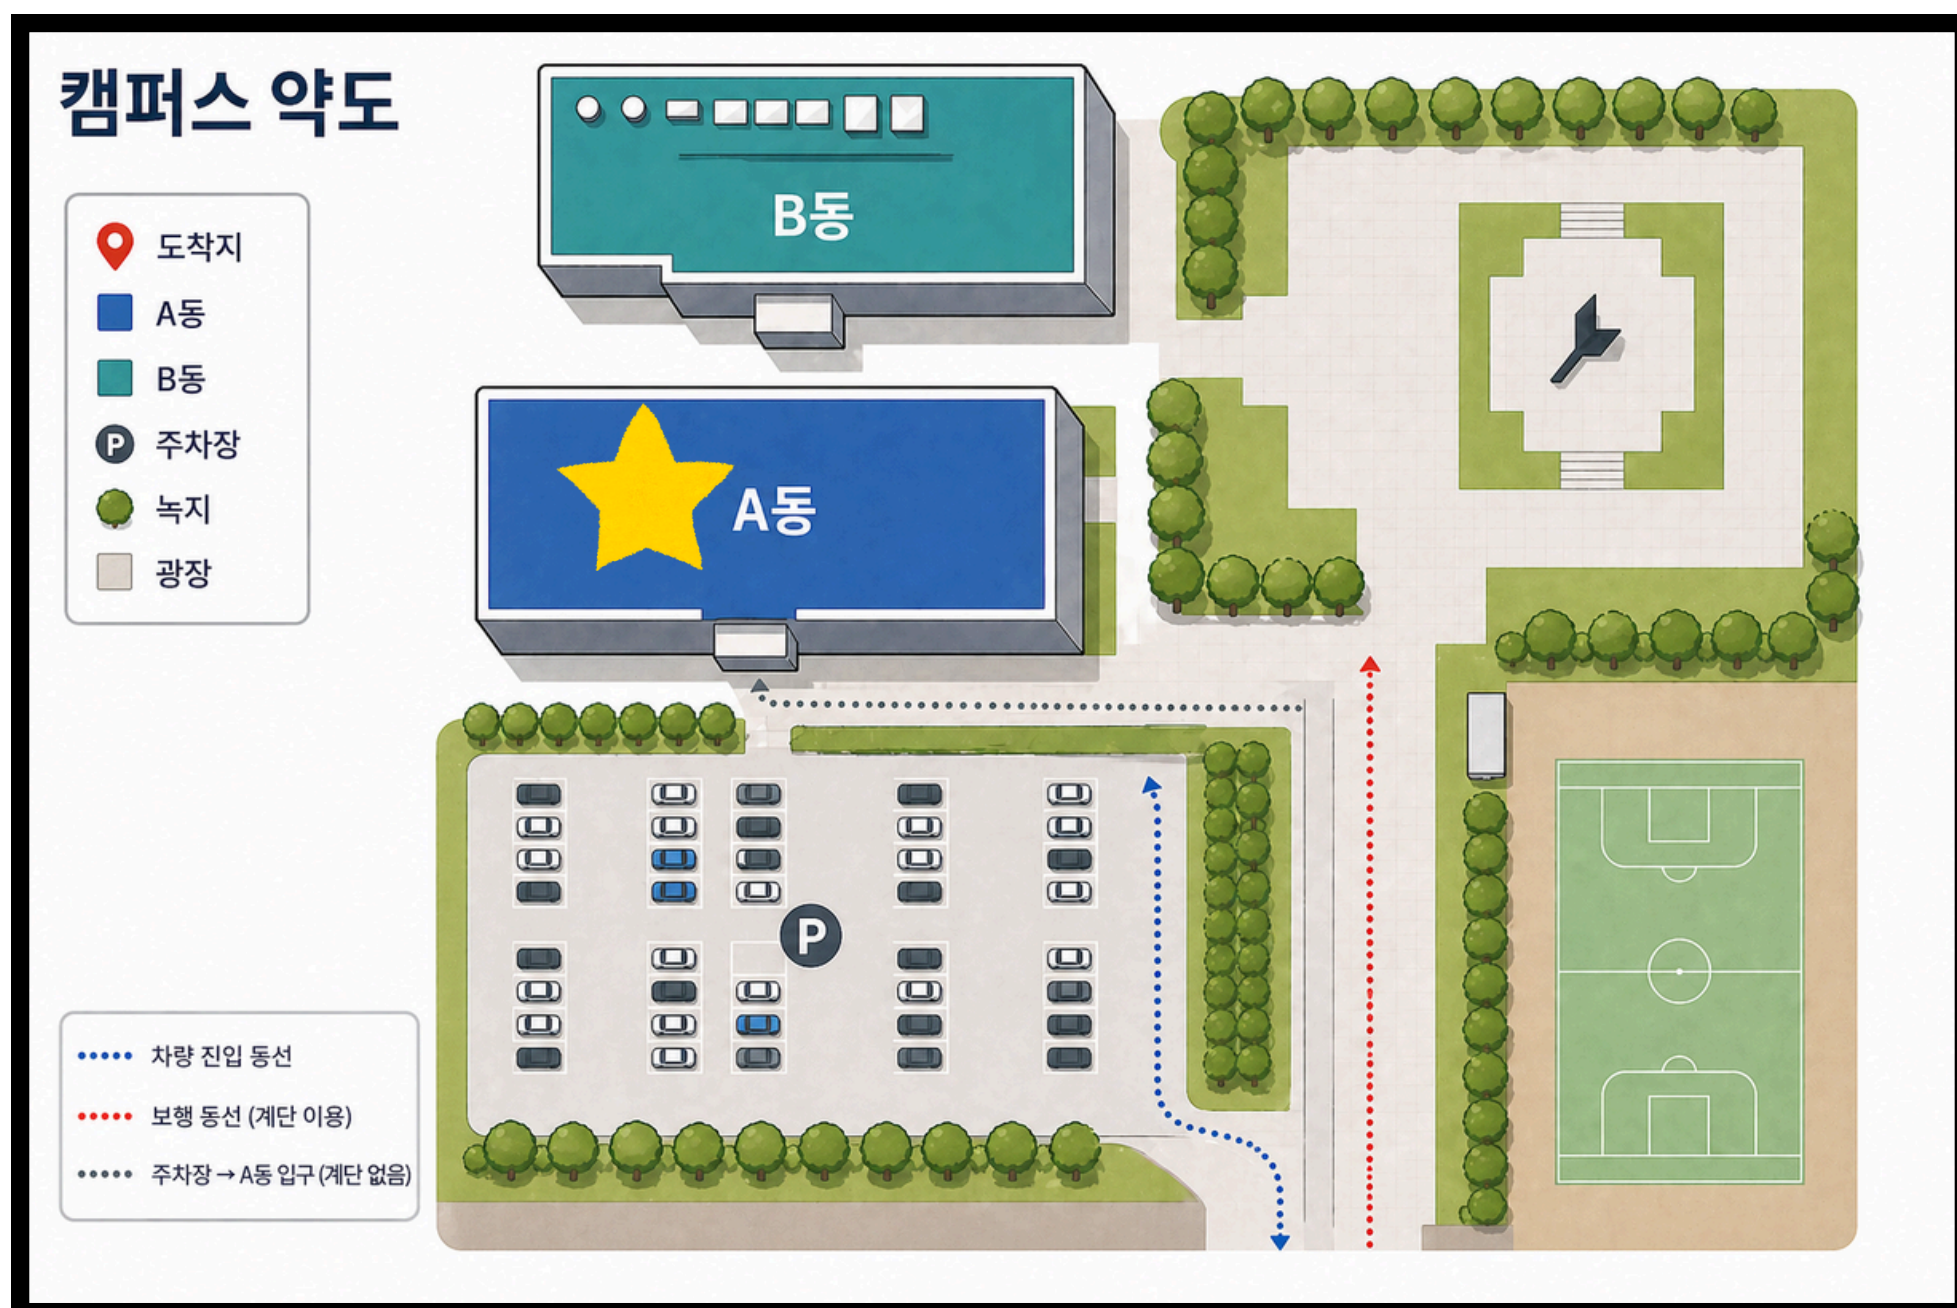 캠퍼스 약도
도착지
A동
B동
P 주차장
녹지
광장
B동
A동
P
차량 진입 동선
보행 동선 (계단 이용)
주차장 → A동 입구 (계단 없음)